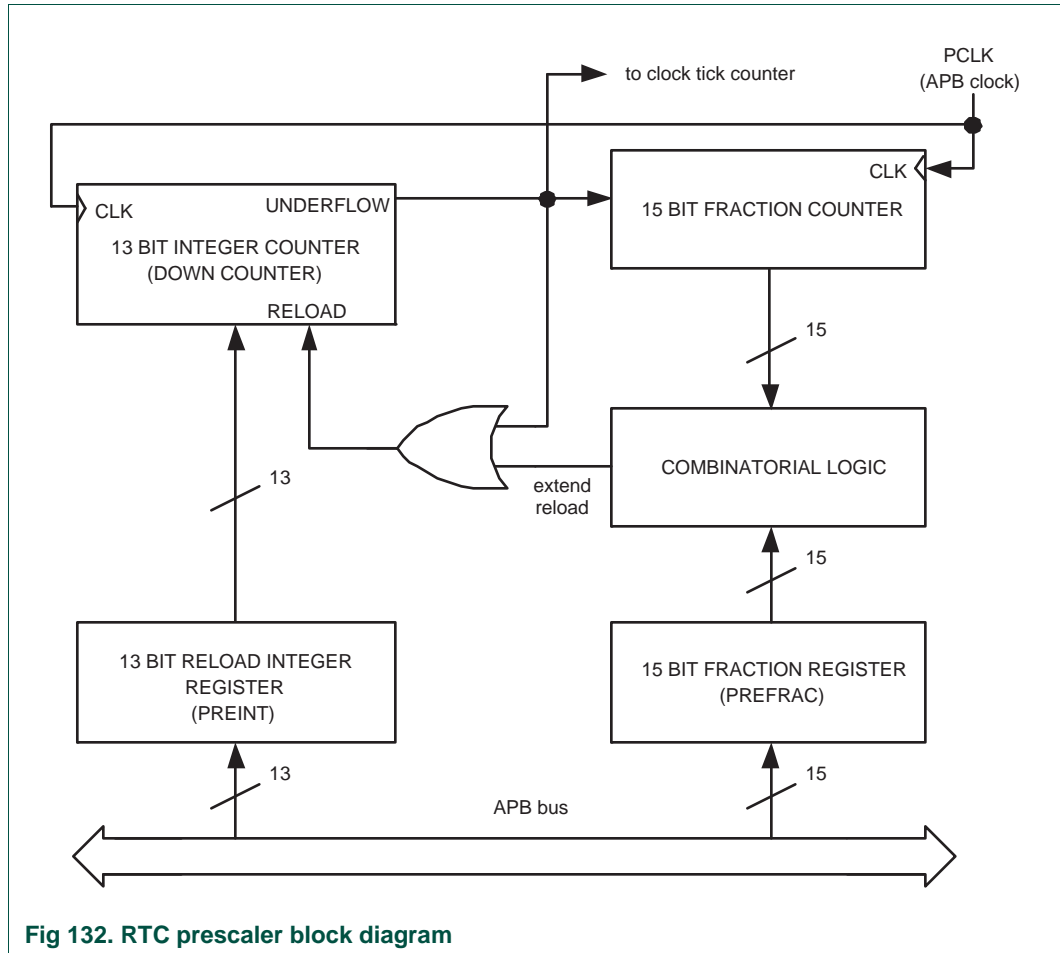 to clock tick counter
PCLK
(APB clock)
CLK
UNDERFLOW
13 BIT INTEGER COUNTER
(DOWN COUNTER)
RELOAD
CLK
15 BIT FRACTION COUNTER
15
COMBINATORIAL LOGIC
extend
reload
13
15
13 BIT RELOAD INTEGER
REGISTER
(PREINT)
15 BIT FRACTION REGISTER
(PREFRAC)
13
15
APB bus
Fig 132. RTC prescaler block diagram